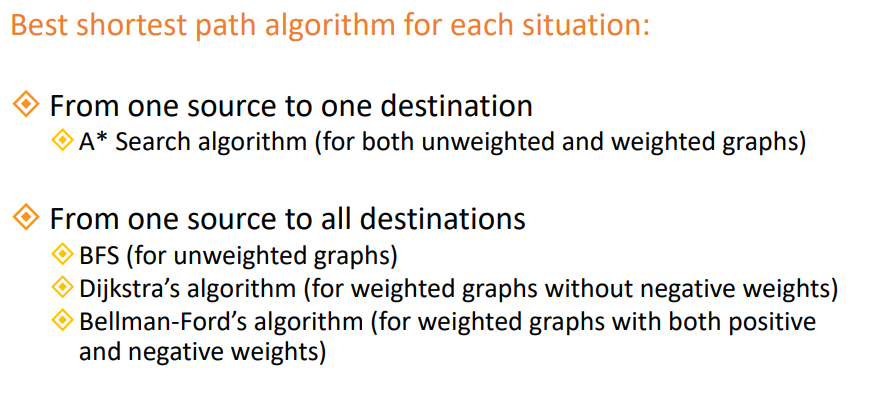 Best shortest path algorithm for each situation:
From one source to one destination
A* Search algorithm (for both unweighted and weighted graphs)
From one source to all destinations
BFS (for unweighted graphs)
Dijkstra’s algorithm (for weighted graphs without negative weights)
Bellman-Ford’s algorithm (for weighted graphs with both positive
and negative weights)